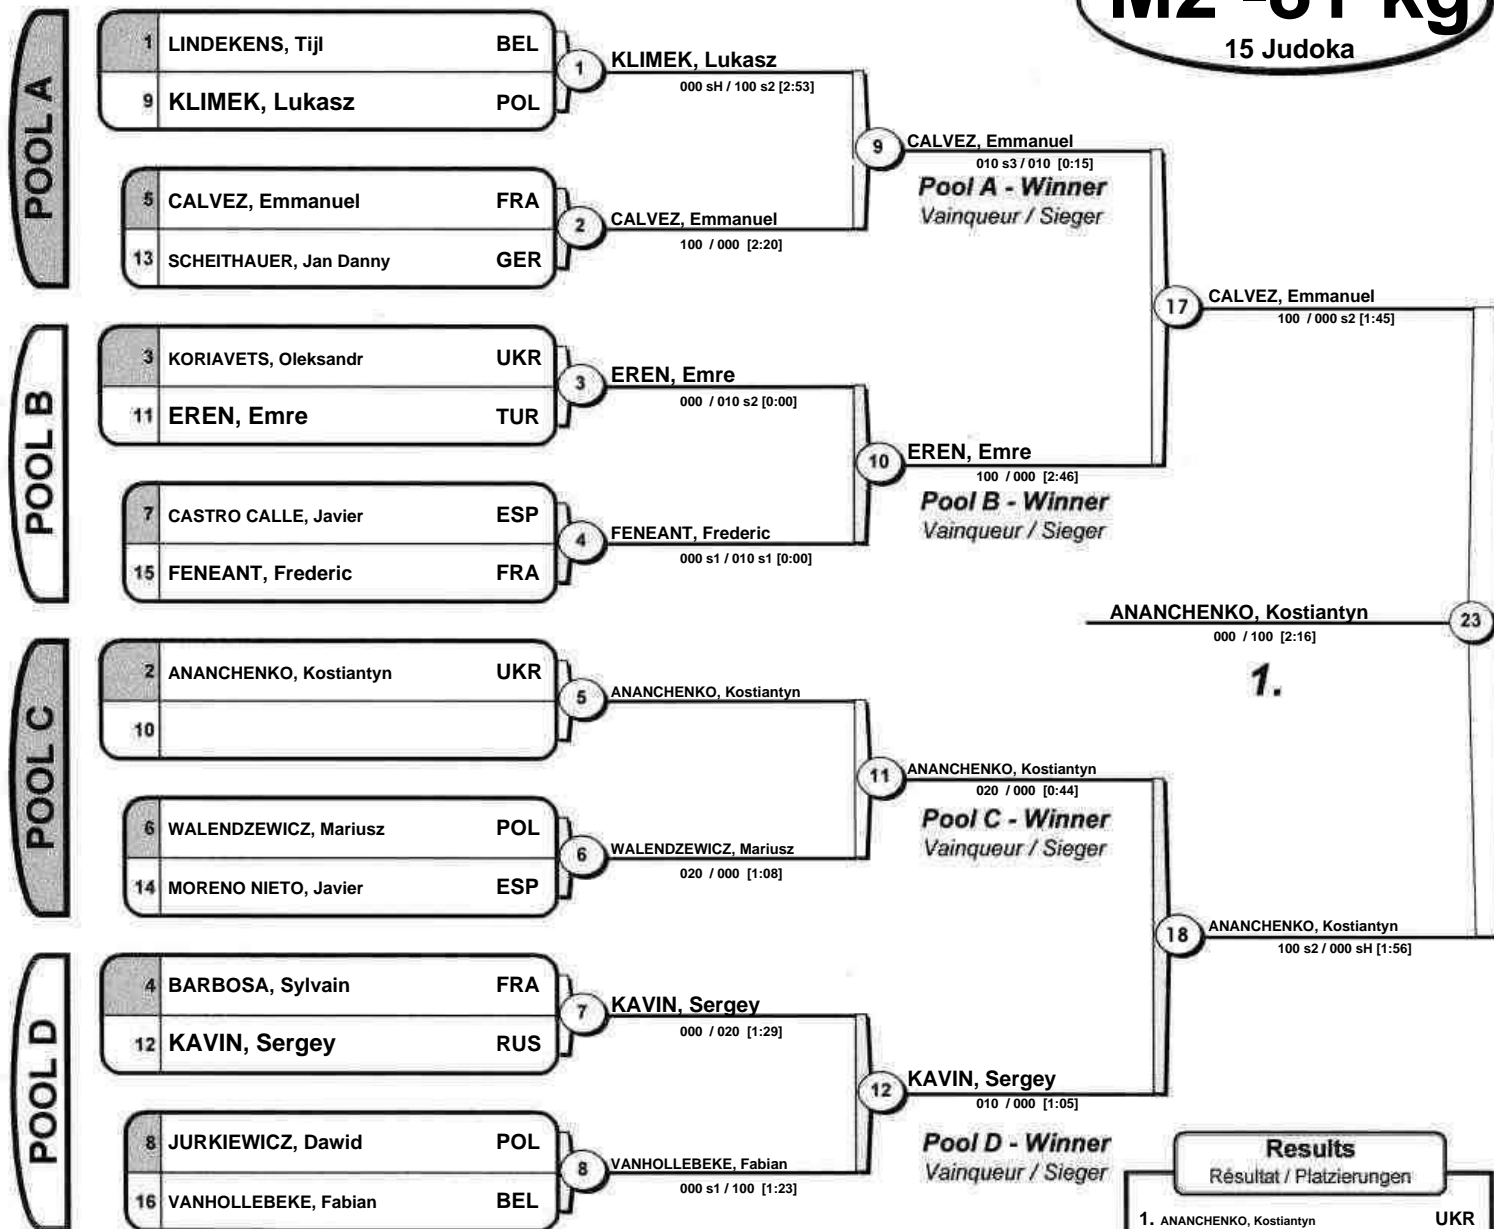 M2 -81 kg
15 Judoka
POOL A
1 LINDEKENS, Tijl BEL
9 KLIMEK, Lukasz POL
1 KLIMEK, Lukasz
000 sH / 100 s2 [2:53]
5 CALVEZ, Emmanuel FRA
13 SCHEITHAUER, Jan Danny GER
2 CALVEZ, Emmanuel
100 / 000 [2:20]
9 CALVEZ, Emmanuel
010 s3 / 010 [0:15]
Pool A - Winner
Vainqueur / Sieger
POOL B
3 KORIAVETS, Oleksandr UKR
11 EREN, Emre TUR
3 EREN, Emre
000 / 010 s2 [0:00]
7 CASTRO CALLE, Javier ESP
15 FENEANT, Frederic FRA
4 FENEANT, Frederic
000 s1 / 010 s1 [0:00]
10 EREN, Emre
100 / 000 [2:46]
Pool B - Winner
Vainqueur / Sieger
17 CALVEZ, Emmanuel
100 / 000 s2 [1:45]
ANANCHENKO, Kostiantyn 23
000 / 100 [2:16]
1.
POOL C
2 ANANCHENKO, Kostiantyn UKR
10
5 ANANCHENKO, Kostiantyn
6 WALENDZEWICZ, Mariusz POL
14 MORENO NIETO, Javier ESP
6 WALENDZEWICZ, Mariusz
020 / 000 [1:08]
11 ANANCHENKO, Kostiantyn
020 / 000 [0:44]
Pool C - Winner
Vainqueur / Sieger
18 ANANCHENKO, Kostiantyn
100 s2 / 000 sH [1:56]
POOL D
4 BARBOSA, Sylvain FRA
12 KAVIN, Sergey RUS
7 KAVIN, Sergey
000 / 020 [1:29]
8 JURKIEWICZ, Dawid POL
16 VANHOLLEBEKE, Fabian BEL
8 VANHOLLEBEKE, Fabian
000 s1 / 100 [1:23]
12 KAVIN, Sergey
010 / 000 [1:05]
Pool D - Winner
Vainqueur / Sieger
Results
Résultat / Platzierungen
1. ANANCHENKO, Kostiantyn UKR